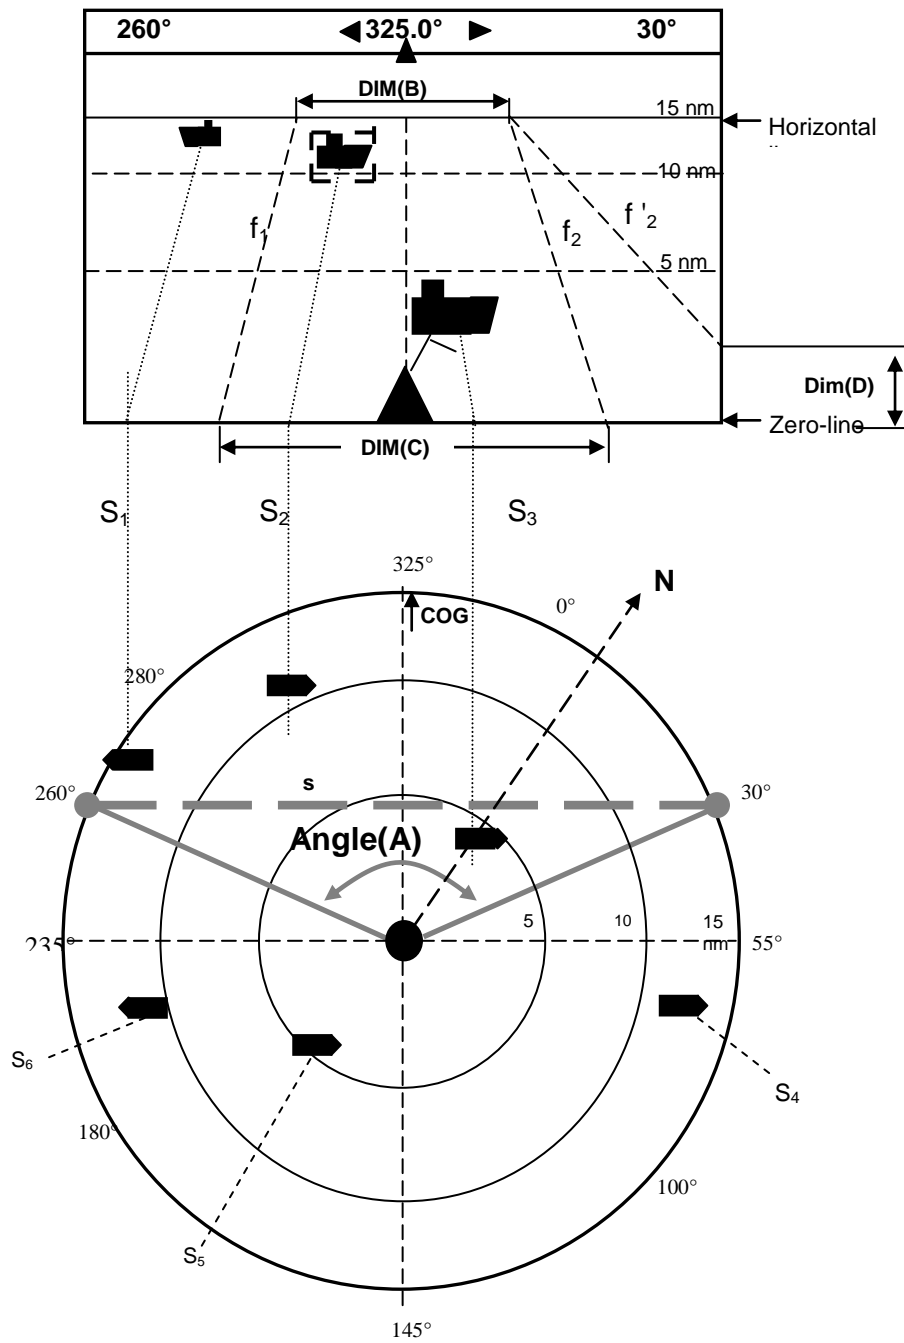 260° 325.0° 30°
DIM(B)
15 nm
Horizontal
10 nm
f1 f2 f'2
5 nm
Dim(D)
Zero-line
DIM(C)
S1 S2 S3
325°
N
0°
COG
280°
260° s 30°
Angle(A)
5 10 15
nm
55°
S6
S4
180°
100°
S5
145°